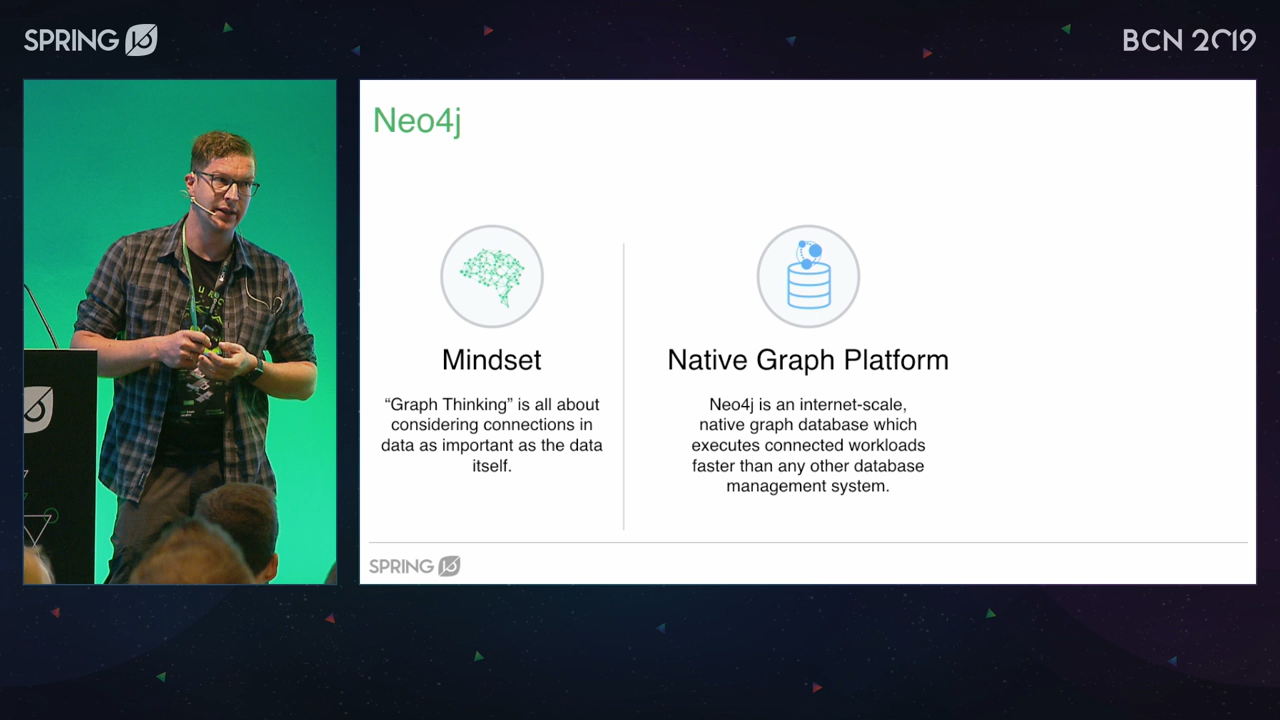 SPRING
BCN 2019
Neo4j
Mindset
“Graph Thinking” is all about
considering connections in
data as important as the data
itself.
Native Graph Platform
Neo4j is an internet-scale,
native graph database which
executes connected workloads
faster than any other database
management system.
SPRING